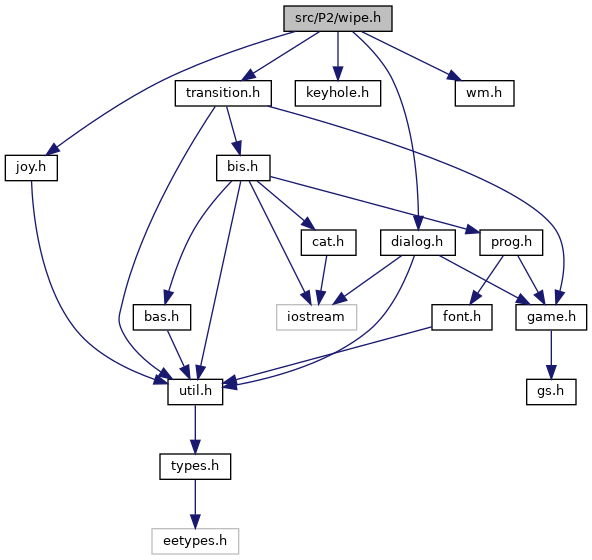 src/P2/wipe.h
transition.h
keyhole.h
wm.h
joy.h
bis.h
cat.h
dialog.h
prog.h
bas.h
iostream
font.h
game.h
util.h
gs.h
types.h
eetypes.h